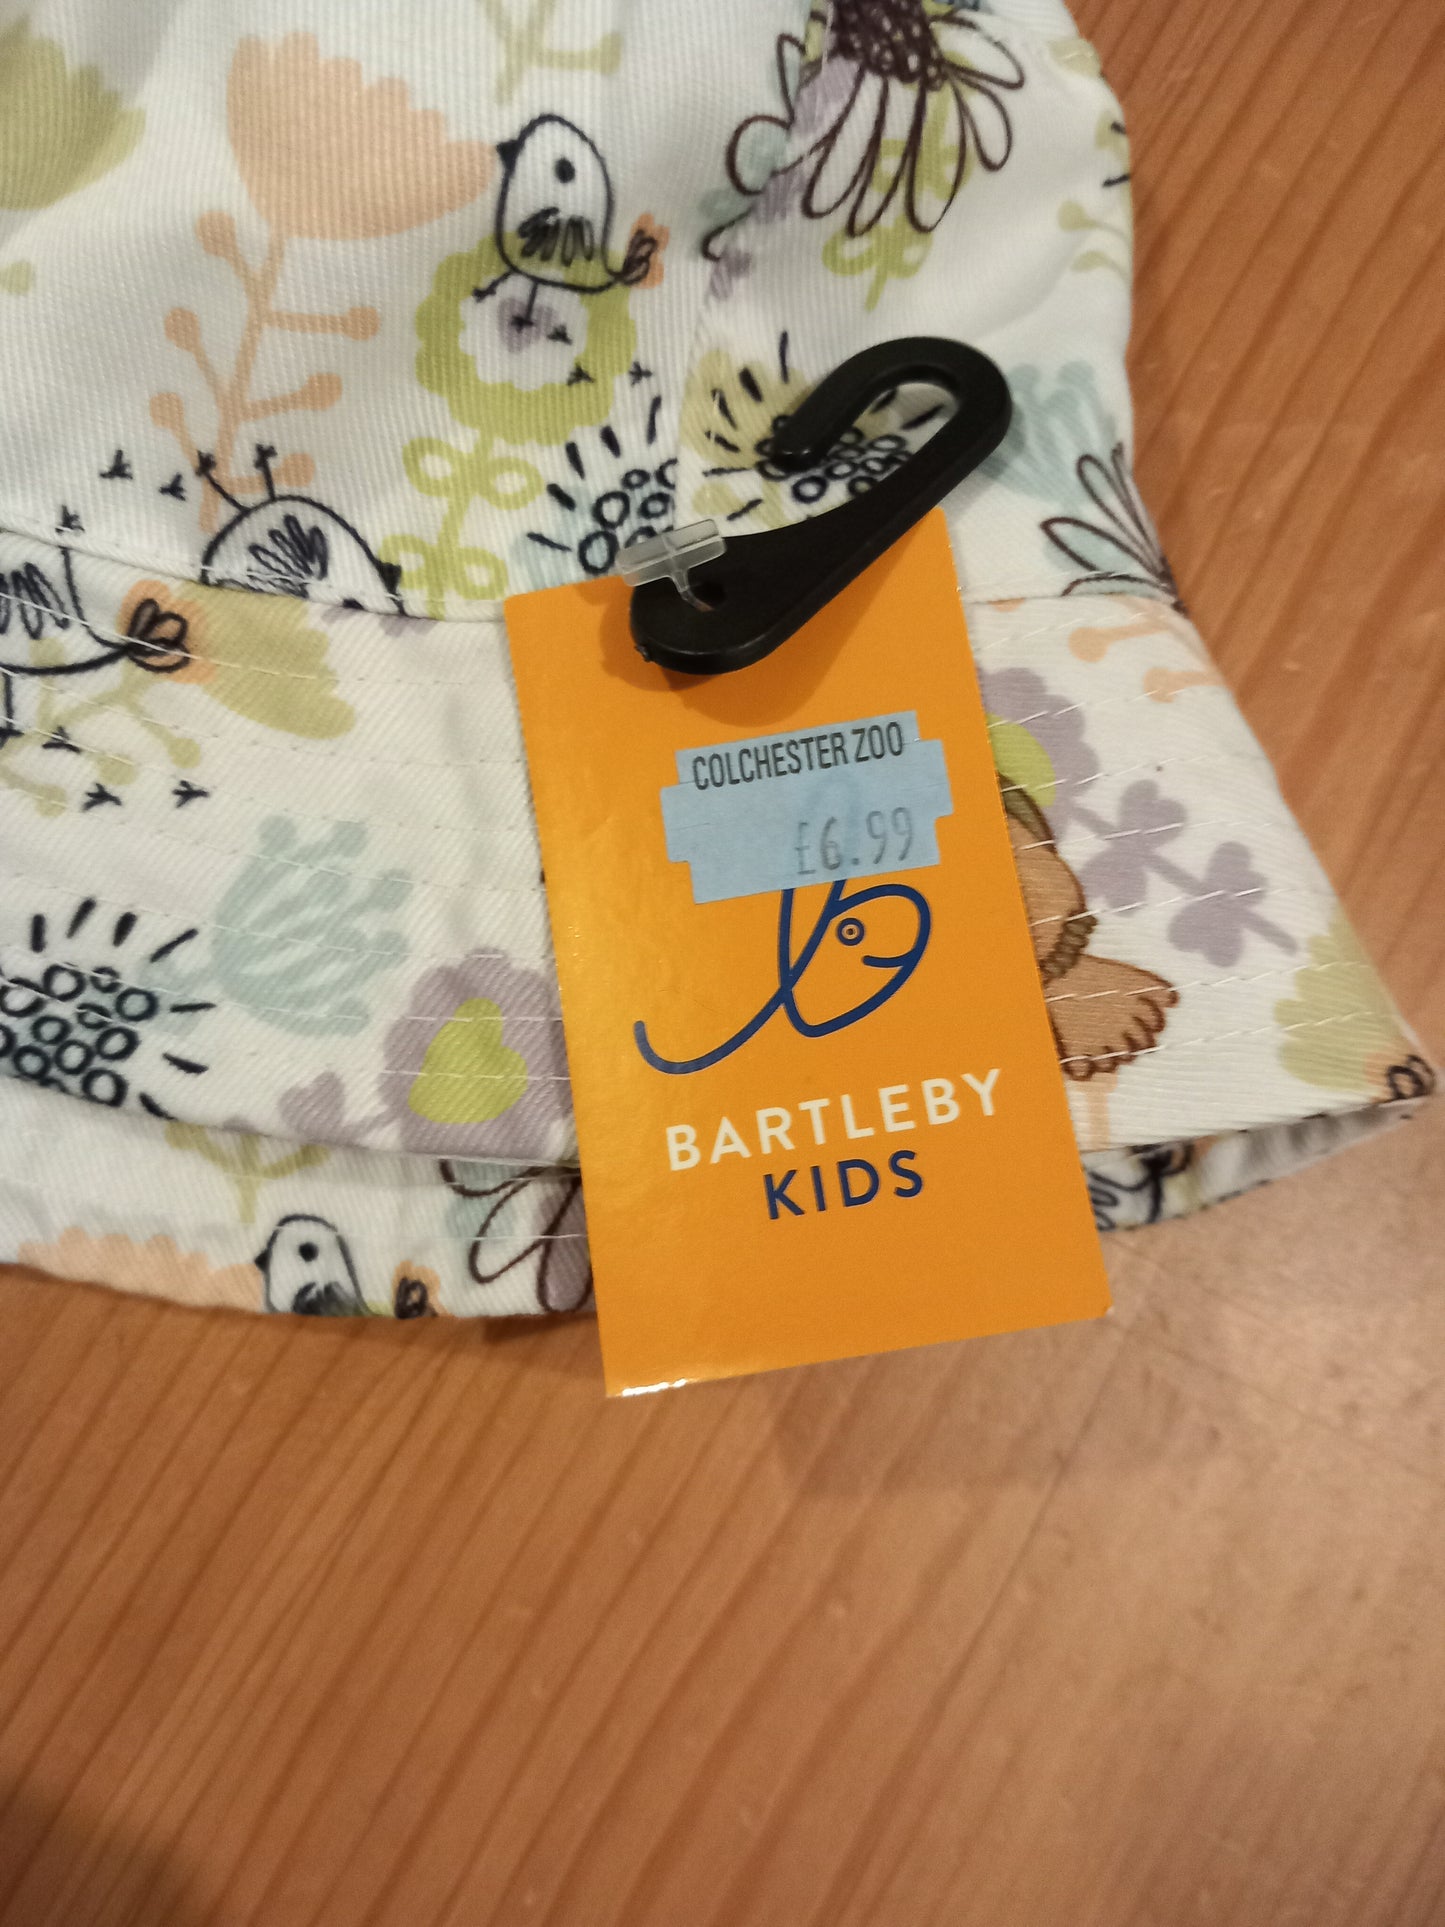 COLCHESTER ZOO
£6.99
BARTLEBY
KIDS